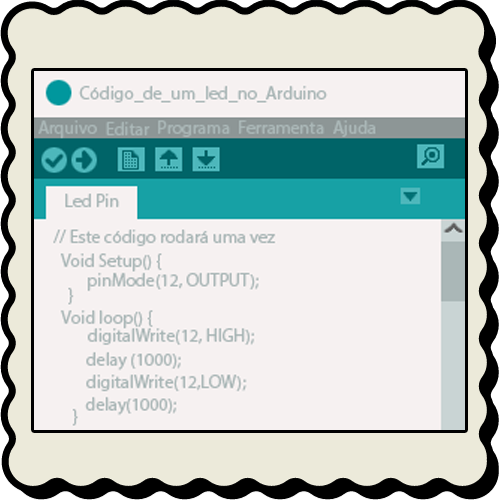 Código_de_um_led_no_Arduino
Arquivo Editar Programa Ferramenta Ajuda
Led Pin
// Este código rodará uma vez
Void Setup() {
pinMode(12, OUTPUT);
}
Void loop() {
digitalWrite(12, HIGH);
delay (1000);
digitalWrite(12,LOW);
delay(1000);
}